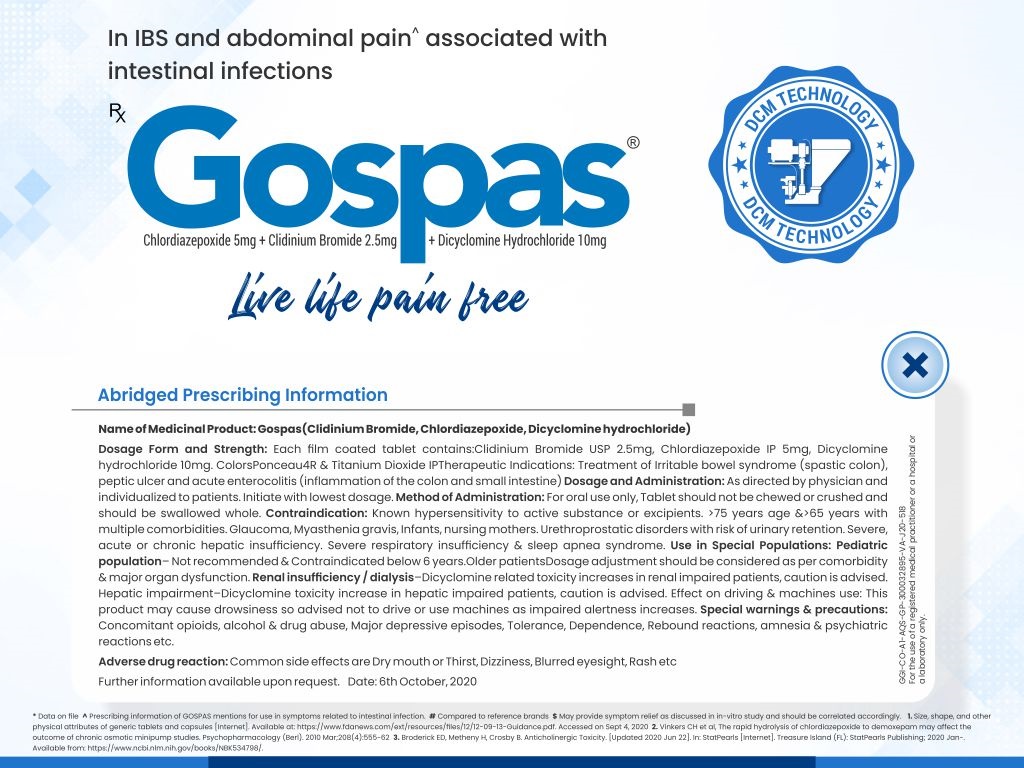 In IBS and abdominal pain^ associated with
intestinal infections
℞
Gospas®
Chlordiazepoxide 5mg + Clidinium Bromide 2.5mg + Dicyclomine Hydrochloride 10mg
Live life pain free
DCM TECHNOLOGY
DCM TECHNOLOGY
Abridged Prescribing Information
Name of Medicinal Product: Gospas(Clidinium Bromide, Chlordiazepoxide, Dicyclomine hydrochloride)
Dosage Form and Strength: Each film coated tablet contains:Clidinium Bromide USP 2.5mg, Chlordiazepoxide IP 5mg, Dicyclomine
hydrochloride 10mg. ColorsPonceau4R & Titanium Dioxide IPTherapeutic Indications: Treatment of Irritable bowel syndrome (spastic colon),
peptic ulcer and acute enterocolitis (inflammation of the colon and small intestine) Dosage and Administration: As directed by physician and
individualized to patients. Initiate with lowest dosage. Method of Administration: For oral use only, Tablet should not be chewed or crushed and
should be swallowed whole. Contraindication: Known hypersensitivity to active substance or excipients. >75 years age &>65 years with
multiple comorbidities. Glaucoma, Myasthenia gravis, Infants, nursing mothers. Urethroprostatic disorders with risk of urinary retention. Severe,
acute or chronic hepatic insufficiency. Severe respiratory insufficiency & sleep apnea syndrome. Use in Special Populations: Pediatric
population– Not recommended & Contraindicated below 6 years.Older patientsDosage adjustment should be considered as per comorbidity
& major organ dysfunction. Renal insufficiency / dialysis–Dicyclomine related toxicity increases in renal impaired patients, caution is advised.
Hepatic impairment–Dicyclomine toxicity increase in hepatic impaired patients, caution is advised. Effect on driving & machines use: This
product may cause drowsiness so advised not to drive or use machines as impaired alertness increases. Special warnings & precautions:
Concomitant opioids, alcohol & drug abuse, Major depressive episodes, Tolerance, Dependence, Rebound reactions, amnesia & psychiatric
reactions etc.
Adverse drug reaction: Common side effects are Dry mouth or Thirst, Dizziness, Blurred eyesight, Rash etc
Further information available upon request. Date: 6th October, 2020
GGI-CO-A1-AQS-GP-300032895-VA-J20-518
For the use of a registered medical practitioner or a hospital or
a laboratory only.
* Data on file ^ Prescribing information of GOSPAS mentions for use in symptoms related to intestinal infection. # Compared to reference brands $ May provide symptom relief as discussed in in-vitro study and should be correlated accordingly. 1. Size, shape, and other
physical attributes of generic tablets and capsules [Internet]. Available at: https://www.fdanews.com/ext/resources/files/12/12-09-13-Guidance.pdf. Accessed on Sept 4, 2020 2. Vinkers CH et al, The rapid hydrolysis of chlordiazepoxide to demoxepam may affect the
outcome of chronic osmotic minipump studies. Psychopharmacology (Berl). 2010 Mar;208(4):555-62 3. Broderick ED, Metheny H, Crosby B. Anticholinergic Toxicity. [Updated 2020 Jun 22]. In: StatPearls [Internet]. Treasure Island (FL): StatPearls Publishing; 2020 Jan-.
Available from: https://www.ncbi.nlm.nih.gov/books/NBK534798/.